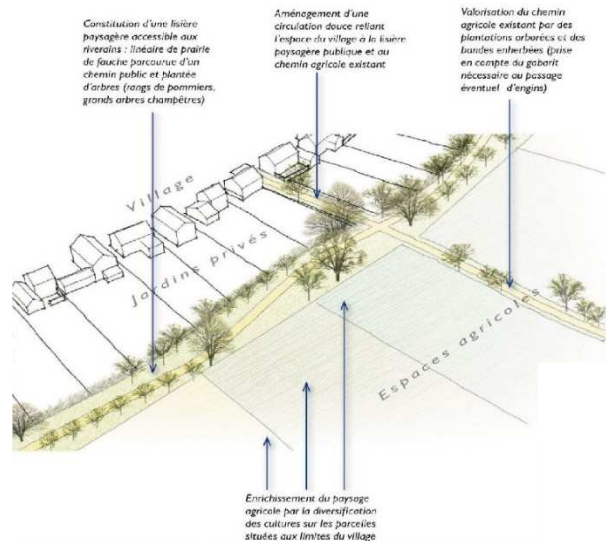 Constitution d'une lisière
paysagère accessible aux
riverains : linéaire de prairie
de fauche parcourue d'un
chemin public et plantée
d'arbres (rangs de pommiers,
grands arbres champêtres)
Aménagement d'une
circulation douce reliant
l'espace du village à la lisière
paysagère publique et au
chemin agricole existant
Valorisation du chemin
agricole existant par des
plantations arborées et des
bandes enherbées (prise
en compte du gabarit
nécessaire au passage
éventuel d'engins)
Village
Jardins privés
Espaces agricoles
Enrichissement du paysage
agricole par la diversification
des cultures sur les parcelles
situées aux limites du village